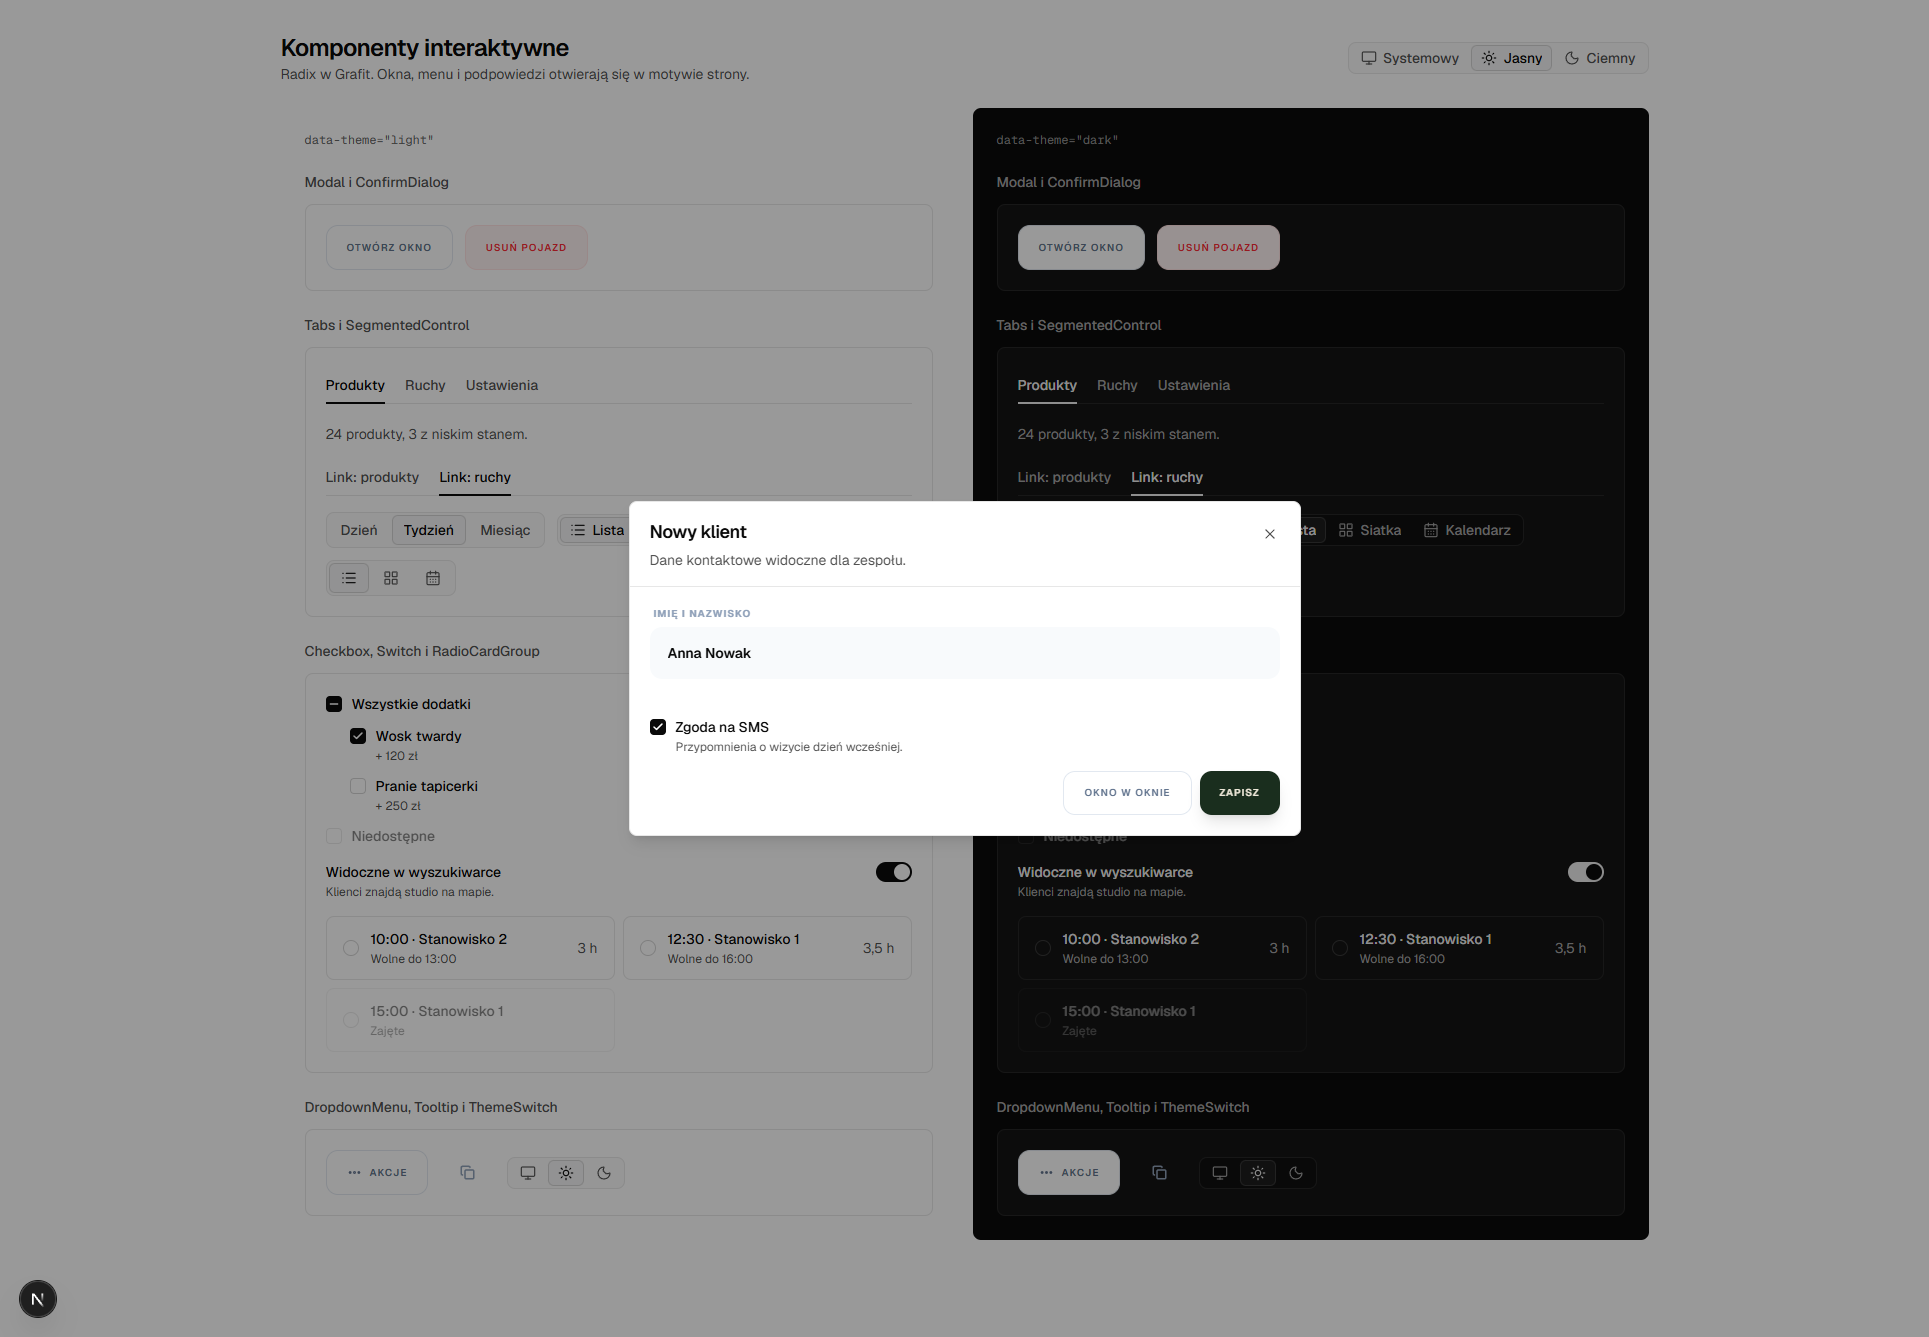 Komponenty interaktywne
Radix w Grafit. Okna, menu i podpowiedzi otwierają się w motywie strony.
Systemowy Jasny Ciemny
data-theme="light"
Modal i ConfirmDialog
OTWÓRZ OKNO USUŃ POJAZD
Tabs i SegmentedControl
Produkty Ruchy Ustawienia
24 produkty, 3 z niskim stanem.
Link: produkty Link: ruchy
Dzień Tydzień Miesiąc Lista
Checkbox, Switch i RadioCardGroup
Wszystkie dodatki
Wosk twardy
+ 120 zł
Pranie tapicerki
+ 250 zł
Niedostępne
Widoczne w wyszukiwarce
Klienci znajdą studio na mapie.
10:00 · Stanowisko 2 3 h
Wolne do 13:00
12:30 · Stanowisko 1 3,5 h
Wolne do 16:00
15:00 · Stanowisko 1
Zajęte
DropdownMenu, Tooltip i ThemeSwitch
AKCJE
data-theme="dark"
Modal i ConfirmDialog
OTWÓRZ OKNO USUŃ POJAZD
Tabs i SegmentedControl
Produkty Ruchy Ustawienia
24 produkty, 3 z niskim stanem.
Link: produkty Link: ruchy
sta Siatka Kalendarz
Niedostępne
Widoczne w wyszukiwarce
Klienci znajdą studio na mapie.
10:00 · Stanowisko 2 3 h
Wolne do 13:00
12:30 · Stanowisko 1 3,5 h
Wolne do 16:00
15:00 · Stanowisko 1
Zajęte
DropdownMenu, Tooltip i ThemeSwitch
AKCJE
Nowy klient
Dane kontaktowe widoczne dla zespołu.
IMIĘ I NAZWISKO
Anna Nowak
Zgoda na SMS
Przypomnienia o wizycie dzień wcześniej.
OKNO W OKNIE ZAPISZ
N